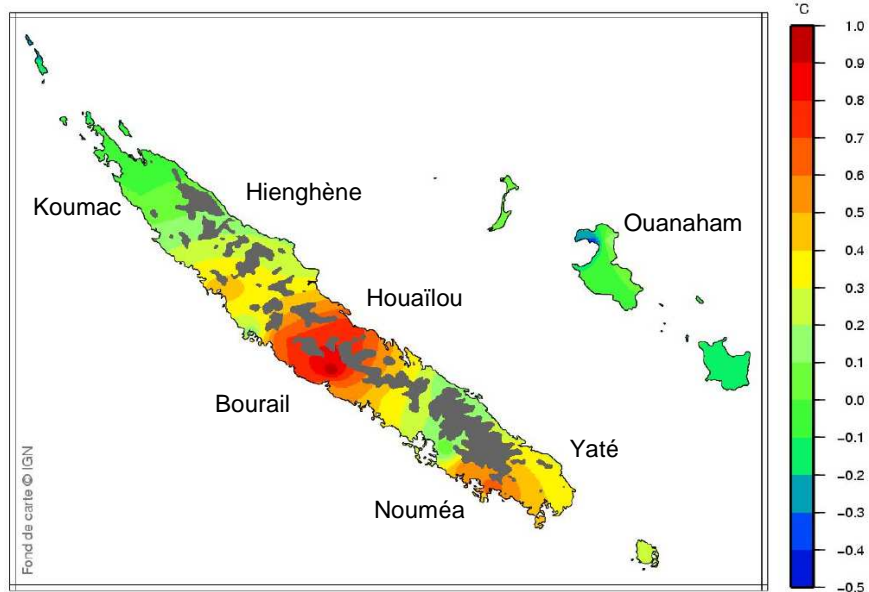 °C
1.0
0.9
0.8
0.7
0.6
0.5
0.4
0.3
0.2
0.1
0.0
−0.1
−0.2
−0.3
−0.4
−0.5
Koumac
Hienghène
Ouanaham
Houaïlou
Bourail
Yaté
Nouméa
Fond de carte © IGN